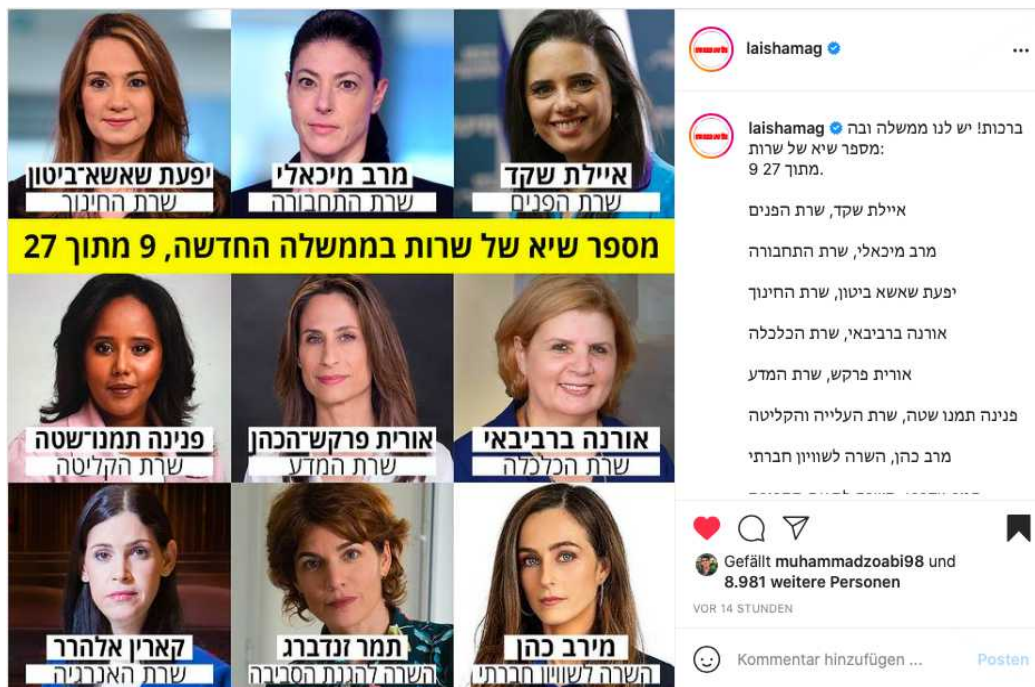 איילת שקד
שרת הפנים
מרב מיכאלי
שרת התחבורה
יפעת שאשא־ביטון
שרת החינוך
מספר שיא של שרות בממשלה החדשה, 9 מתוך 27
אורנה ברביבאי
שרת הכלכלה
אורית פרקש־הכהן
שרת המדע
פנינה תמנו־שטה
שרת הקליטה
מירב כהן
השרה לשוויון חברתי
תמר זנדברג
השרה להגנת הסביבה
קארין אלהרר
שרת האנרגיה
laishamag
laishamag ברכות! יש לנו ממשלה ובה
מספר שיא של שרות:
9 מתוך 27.
איילת שקד, שרת הפנים
מרב מיכאלי, שרת התחבורה
יפעת שאשא ביטון, שרת החינוך
אורנה ברביבאי, שרת הכלכלה
אורית פרקש, שרת המדע
פנינה תמנו שטה, שרת העלייה והקליטה
מרב כהן, השרה לשוויון חברתי
Gefällt muhammadzoabi98 und
8.981 weitere Personen
VOR 14 STUNDEN
Kommentar hinzufügen ...
Posten